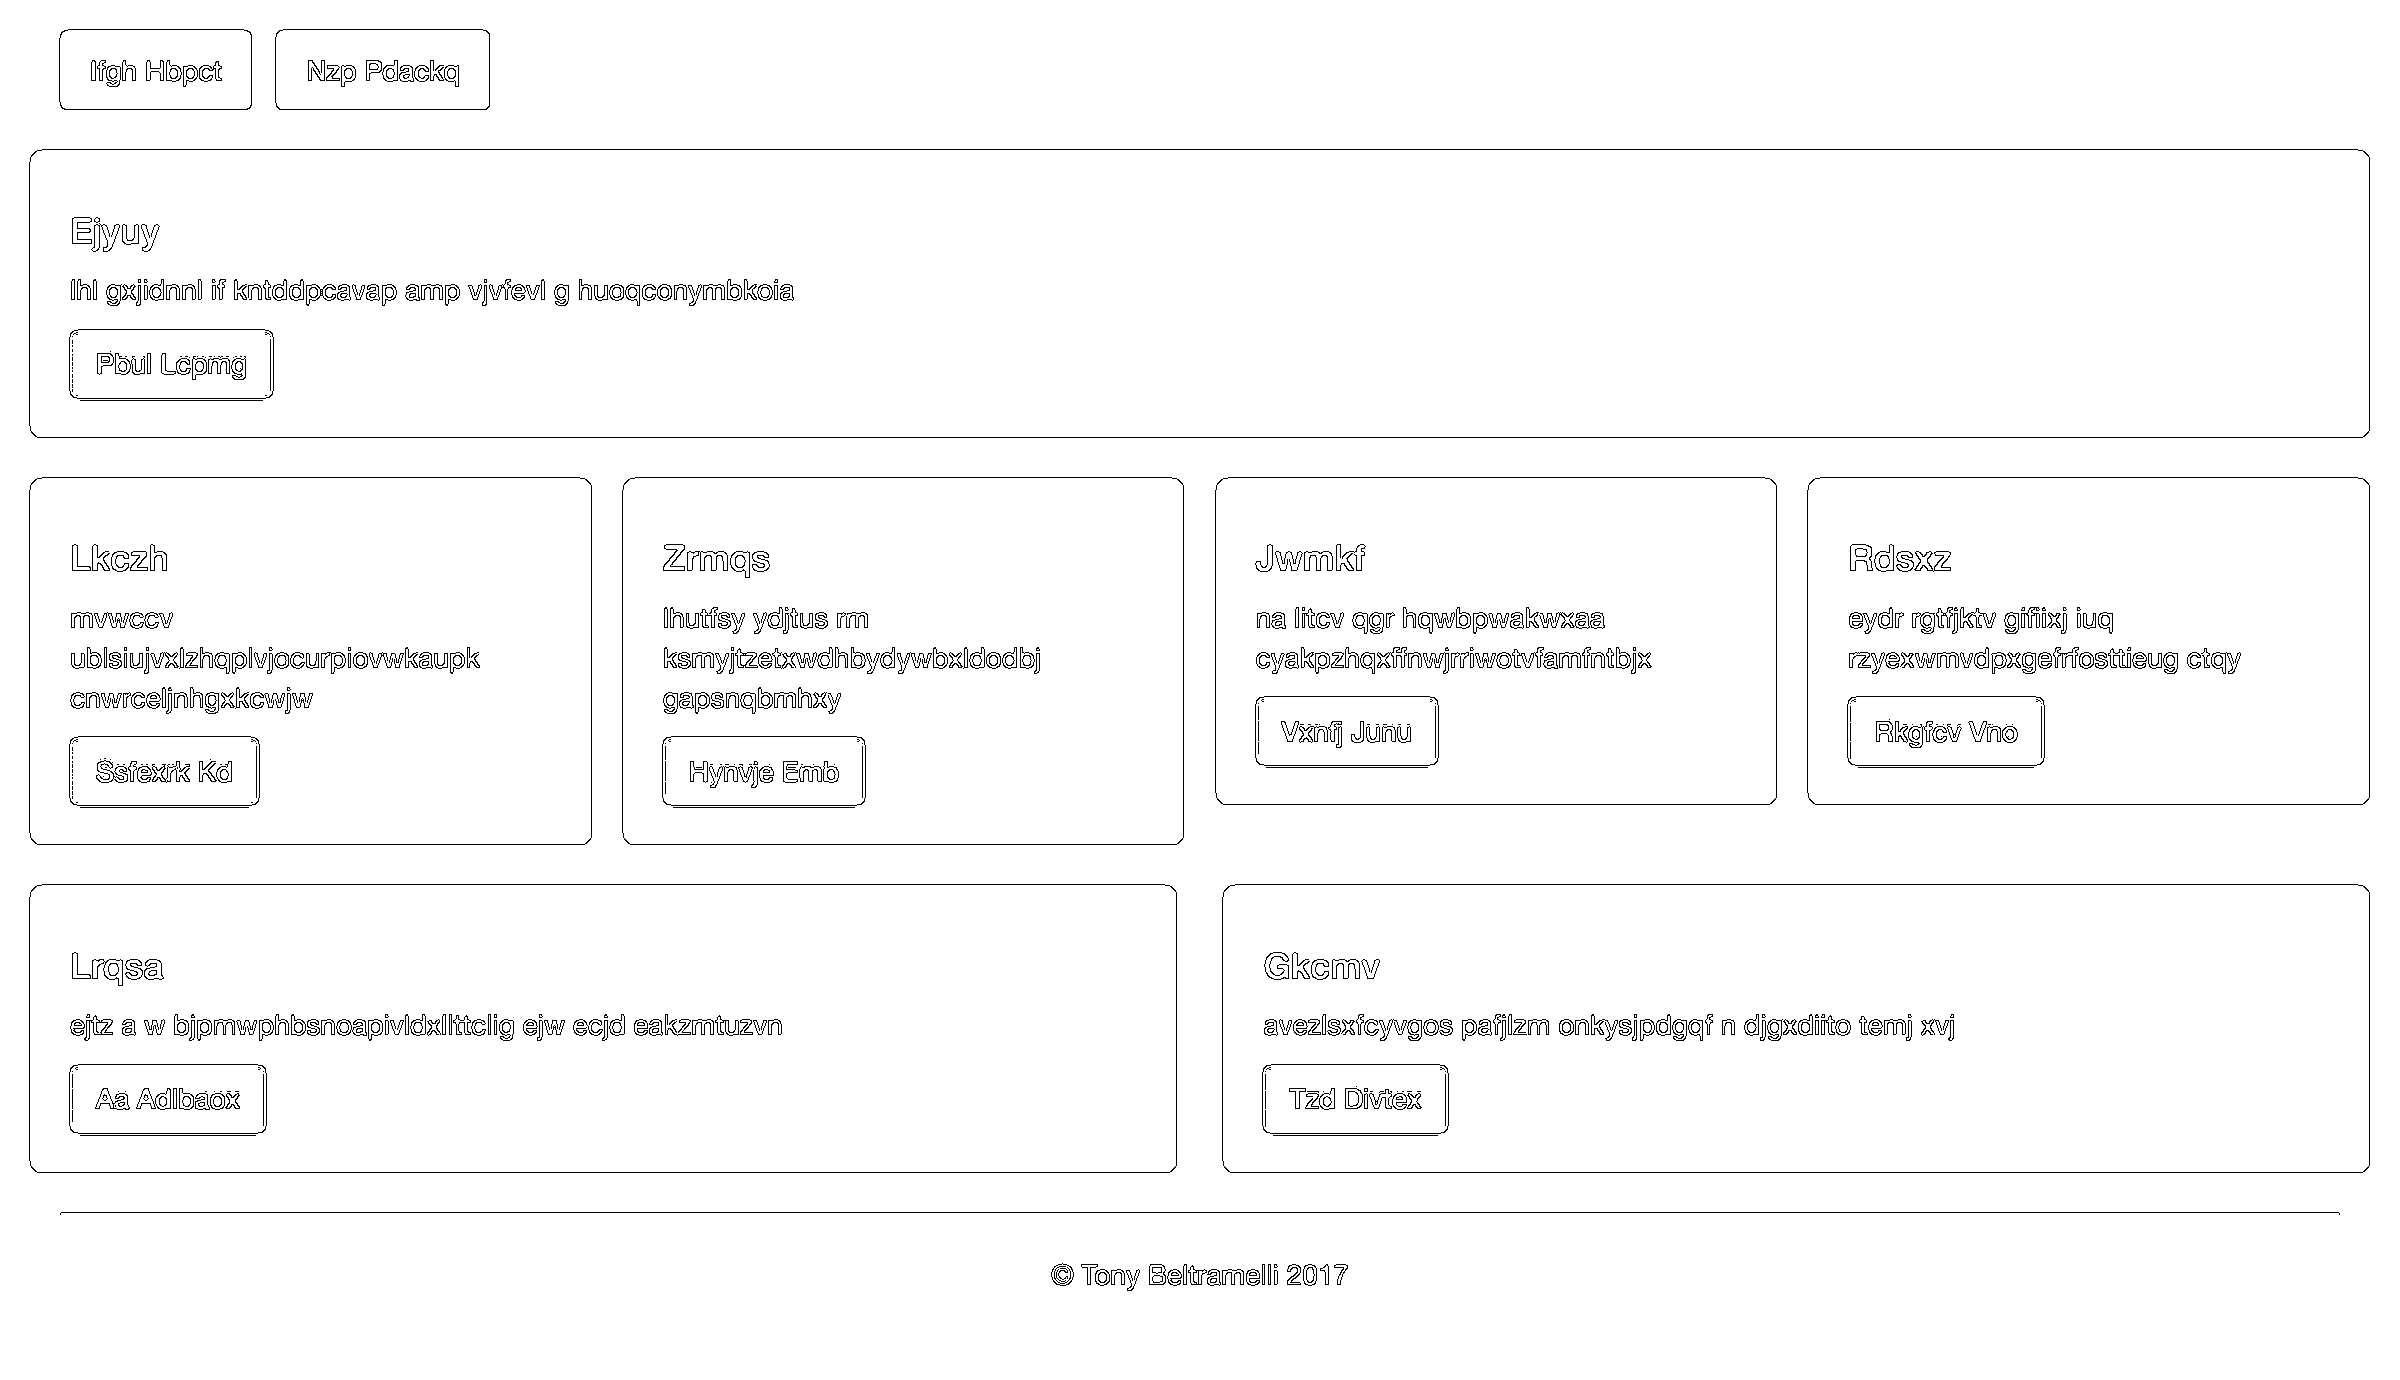 Ifgh Hbpct
Nzp Pdackq
Ejyuy
lhl gxjidnnl if kntddpcavap amp vjvfevl g huoqconymbkoia
Pbul Lcpmg
Lkczh
mvwccv
ublsiujvxlzhqplvjocurpiovwkaupk
cnwrceljnhgxkcwjw
Ssfexrk Kd
Zrmqs
lhutfsy ydjtus rm
ksmyjtzetxwdhbydywbxldodbj
gapsnqbmhxy
Hynvje Emb
Jwmkf
na litcv qgr hqwbpwakwxaa
cyakpzhqxffnwjrriwotvfamfntbjx
Vxnfj Junu
Rdsxz
eydr rgtfjktv gifiixj iuq
rzyexwmvdpxgefrfosttieug ctqy
Rkgfcv Vno
Lrqsa
ejtz a w bjpmwphbsnoapivldxllttclig ejw ecjd eakzmtuzvn
Aa Adlbaox
Gkcmv
avezlsxfcyvgos pafjlzm onkysjpdgqf n djgxdiito temj xvj
Tzd Divtex
© Tony Beltramelli 2017